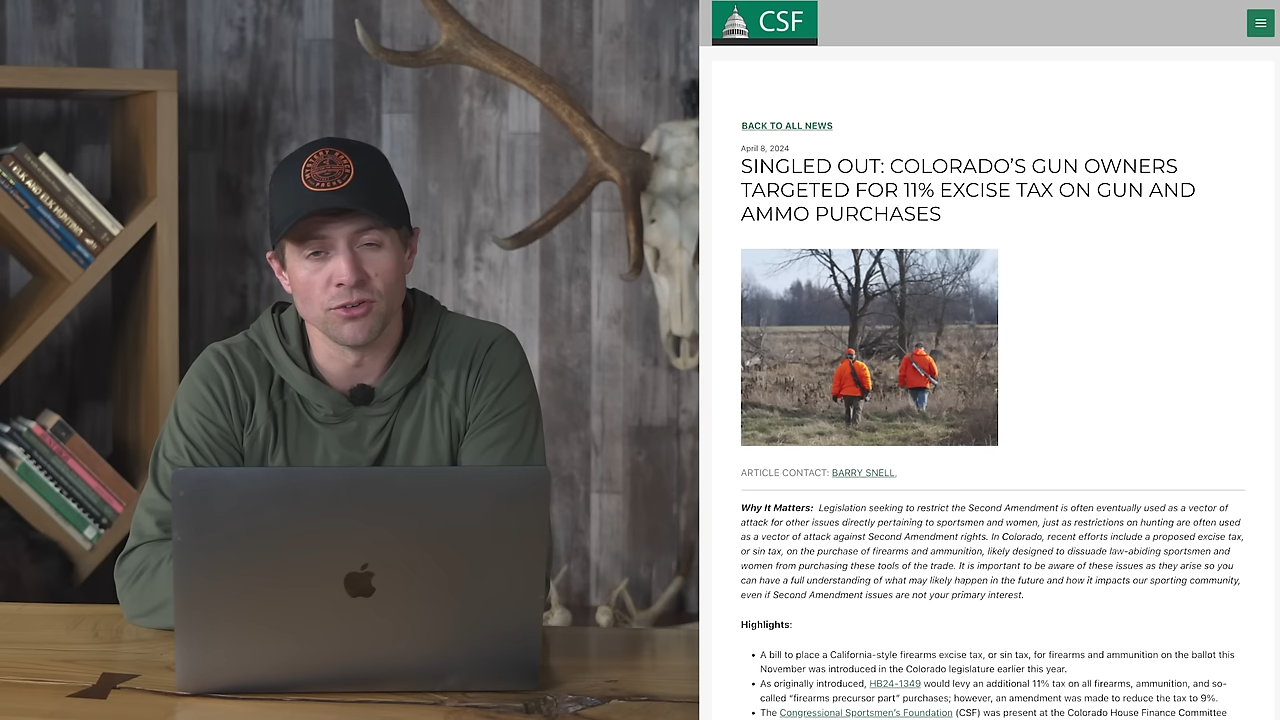 CSF
BACK TO ALL NEWS
April 8, 2024
SINGLED OUT: COLORADO’S GUN OWNERS
TARGETED FOR 11% EXCISE TAX ON GUN AND
AMMO PURCHASES
ARTICLE CONTACT: BARRY SNELL,
Why It Matters: Legislation seeking to restrict the Second Amendment is often eventually used as a vector of
attack for other issues directly pertaining to sportsmen and women, just as restrictions on hunting are often used
as a vector of attack against Second Amendment rights. In Colorado, recent efforts include a proposed excise tax,
or sin tax, on the purchase of firearms and ammunition, likely designed to dissuade law-abiding sportsmen and
women from purchasing these tools of the trade. It is important to be aware of these issues as they arise so you
can have a full understanding of what may likely happen in the future and how it impacts our sporting community,
even if Second Amendment issues are not your primary interest.
Highlights:
• A bill to place a California-style firearms excise tax, or sin tax, for firearms and ammunition on the ballot this
November was introduced in the Colorado legislature earlier this year.
• As originally introduced, HB24-1349 would levy an additional 11% tax on all firearms, ammunition, and so-
called “firearms precursor part” purchases; however, an amendment was made to reduce the tax to 9%.
• The Congressional Sportsmen’s Foundation (CSF) was present at the Colorado House Finance Committee
ELK AND ELK HUNTING
MYSTERY RANCH
PACKS